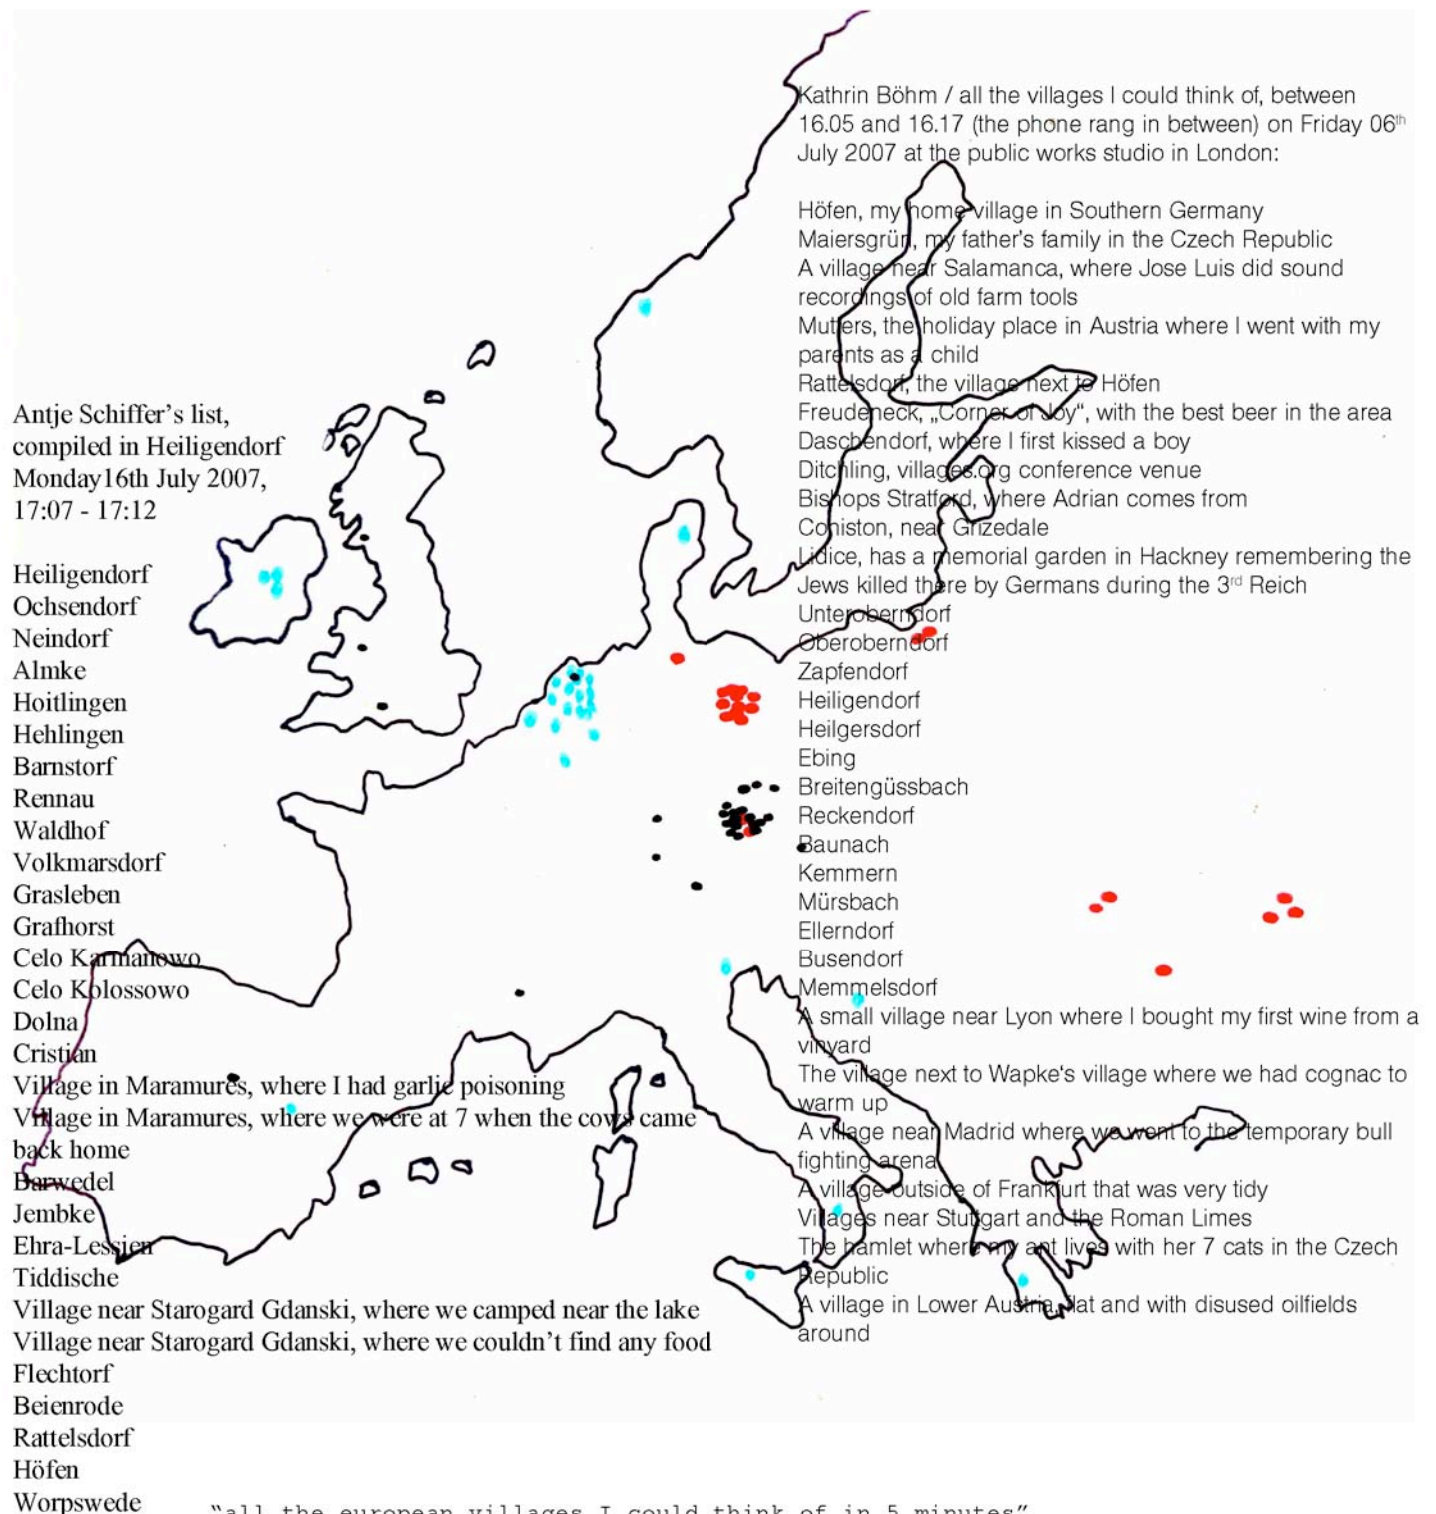 Kathrin Böhm / all the villages I could think of, between
16.05 and 16.17 (the phone rang in between) on Friday 06th
July 2007 at the public works studio in London:
Höfen, my home village in Southern Germany
Maiersgrün, my father's family in the Czech Republic
A village near Salamanca, where Jose Luis did sound
recordings of old farm tools
Mutters, the holiday place in Austria where I went with my
parents as a child
Rattelsdorf, the village next to Höfen
Freudeneck, „Corner of Joy“, with the best beer in the area
Daschendorf, where I first kissed a boy
Ditchling, villages.org conference venue
Bishops Stratford, where Adrian comes from
Coniston, near Grizedale
Lidice, has a memorial garden in Hackney remembering the
Jews killed there by Germans during the 3rd Reich
Unteroberndorf
Oberoberndorf
Zapfendorf
Heiligendorf
Heilgersdorf
Ebing
Breitengüssbach
Reckendorf
Baunach
Kemmern
Mürsbach
Ellerndorf
Busendorf
Memmelsdorf
A small village near Lyon where I bought my first wine from a
vinyard
The village next to Wapke's village where we had cognac to
warm up
A village near Madrid where we went to the temporary bull
fighting arena
A village outside of Frankfurt that was very tidy
Villages near Stuttgart and the Roman Limes
The hamlet where my ant lives with her 7 cats in the Czech
Republic
A village in Lower Austria, flat and with disused oilfields
around
Antje Schiffer's list,
compiled in Heiligendorf
Monday16th July 2007,
17:07 - 17:12
Heiligendorf
Ochsendorf
Neindorf
Almke
Hoitlingen
Hehlingen
Barnstorf
Rennau
Waldhof
Volkmarsdorf
Grasleben
Grafhorst
Celo Karmanowo
Celo Kolossowo
Dolna
Cristian
Village in Maramures, where I had garlic poisoning
Village in Maramures, where we were at 7 when the cows came
back home
Barwedel
Jembke
Ehra-Lessien
Tiddische
Village near Starogard Gdanski, where we camped near the lake
Village near Starogard Gdanski, where we couldn't find any food
Flechtorf
Beienrode
Rattelsdorf
Höfen
Worpswede
"all the european villages I could think of in 5 minutes"